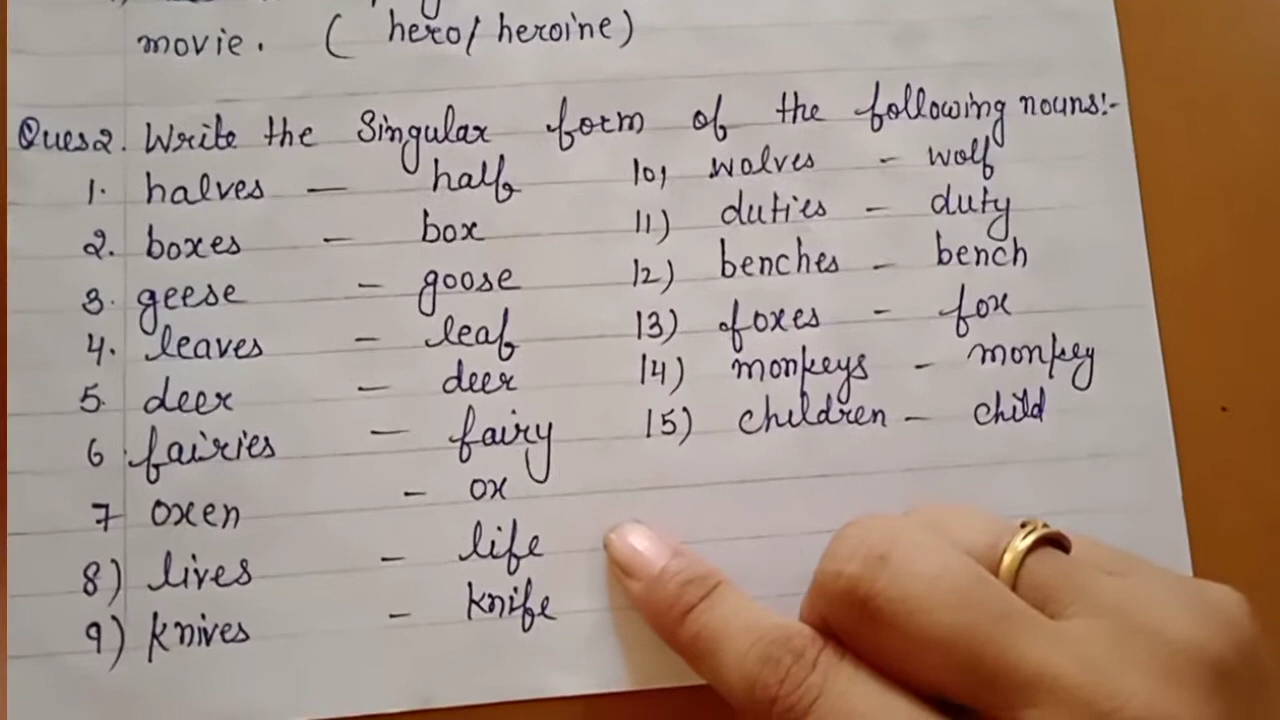 movie. ( hero/ heroine)
Ques2. Write the Singular form of the following nouns:-
1. halves — half
2. boxes — box
3. geese — goose
4. leaves — leaf
5. deer — deer
6 fairies — fairy
7 oxen — ox
8) lives — life
9) knives — knife
10) wolves — wolf
11) duties — duty
12) benches — bench
13) foxes — fox
14) monkeys — monkey
15) children — child